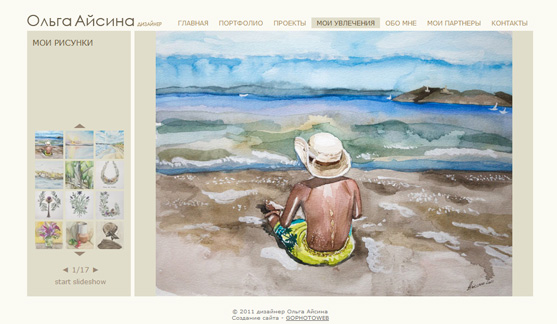 Ольга Айсина дизайнер
ГЛАВНАЯ ПОРТФОЛИО ПРОЕКТЫ МОИ УВЛЕЧЕНИЯ ОБО МНЕ МОИ ПАРТНЕРЫ КОНТАКТЫ
МОИ РИСУНКИ
◄ 1/17 ►
start slideshow
© 2011 дизайнер Ольга Айсина
Создание сайта - GOPHOTOWEB